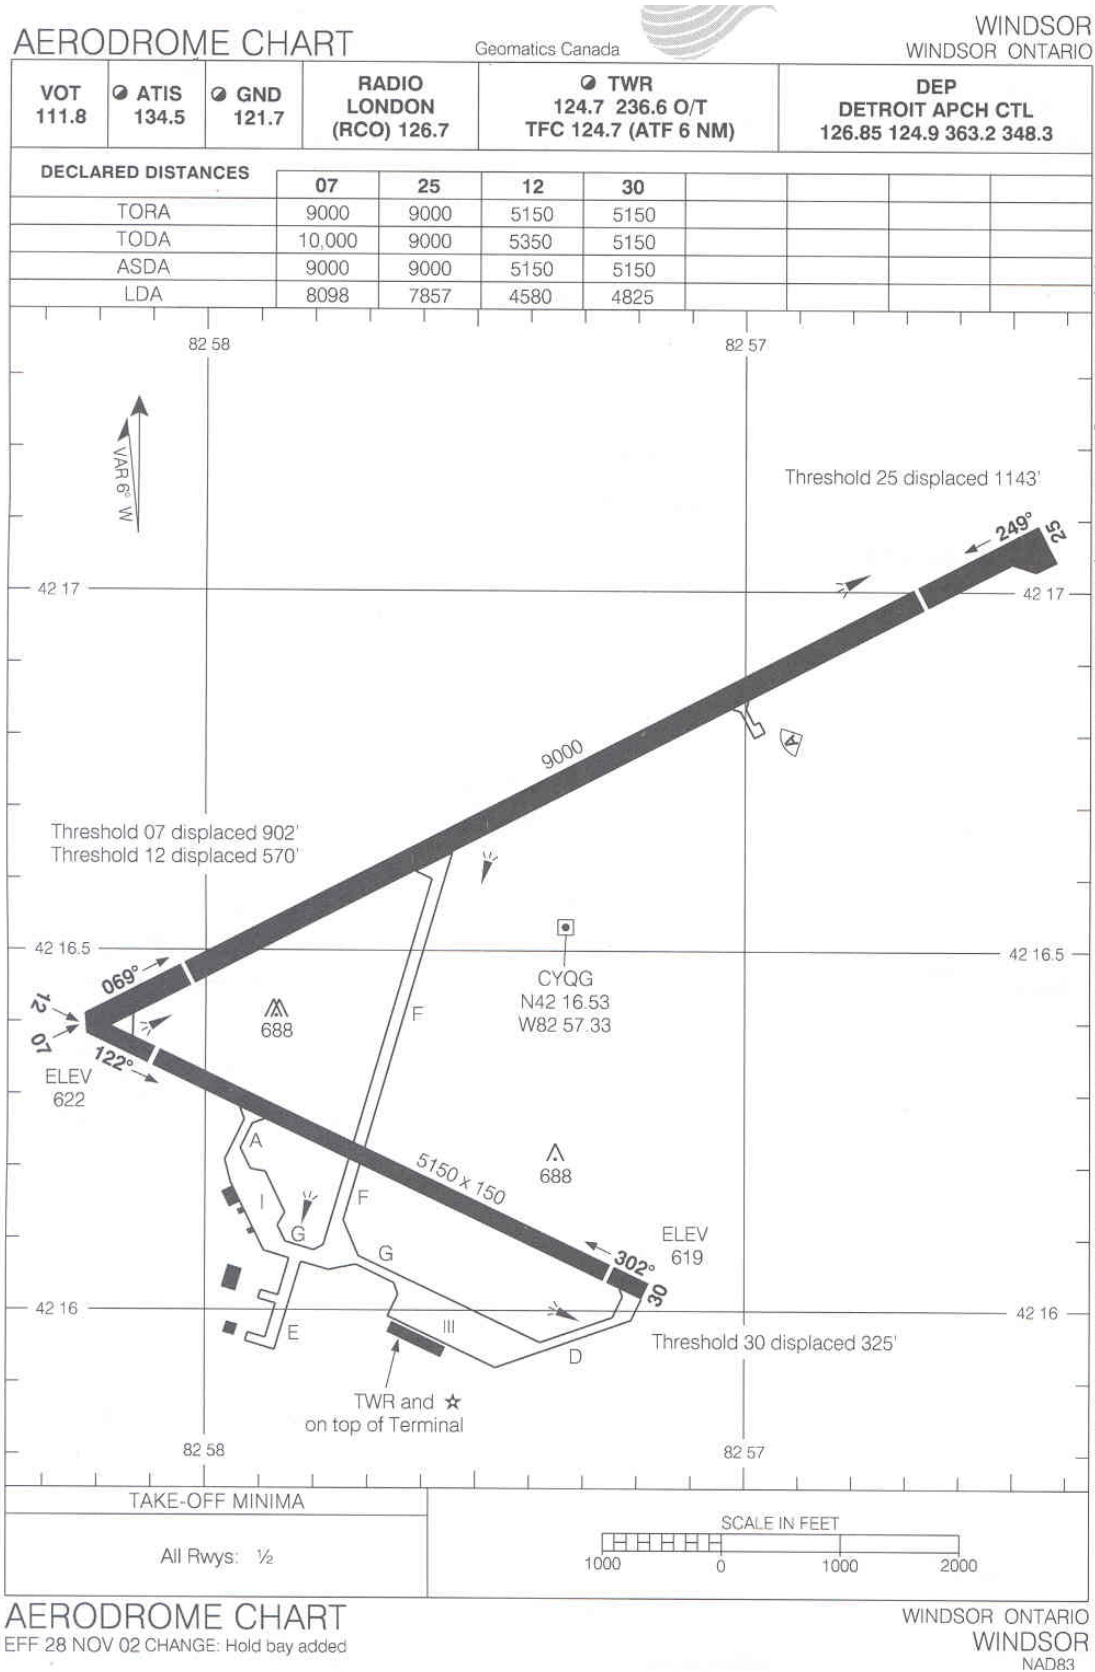 AERODROME CHART
Geomatics Canada
WINDSOR
WINDSOR ONTARIO
VOT
111.8
ATIS
134.5
GND
121.7
RADIO
LONDON
(RCO) 126.7
TWR
124.7 236.6 O/T
TFC 124.7 (ATF 6 NM)
DEP
DETROIT APCH CTL
126.85 124.9 363.2 348.3
DECLARED DISTANCES
07 25 12 30
TORA 9000 9000 5150 5150
TODA 10,000 9000 5350 5150
ASDA 9000 9000 5150 5150
LDA 8098 7857 4580 4825
82 58
82 57
VAR 6° W
Threshold 25 displaced 1143'
249°
25
42 17
42 17
A
9000
Threshold 07 displaced 902'
Threshold 12 displaced 570'
42 16.5
42 16.5
069°
CYQG
N42 16.53
W82 57.33
12
07
688
F
122°
ELEV
622
A
5150 x 150
688
I
F
G
G
ELEV
619
302°
30
42 16
42 16
E
III
D
Threshold 30 displaced 325'
TWR and ☆
on top of Terminal
82 58
82 57
TAKE-OFF MINIMA
All Rwys: ½
SCALE IN FEET
1000 0 1000 2000
AERODROME CHART
EFF 28 NOV 02 CHANGE: Hold bay added
WINDSOR ONTARIO
WINDSOR
NAD83